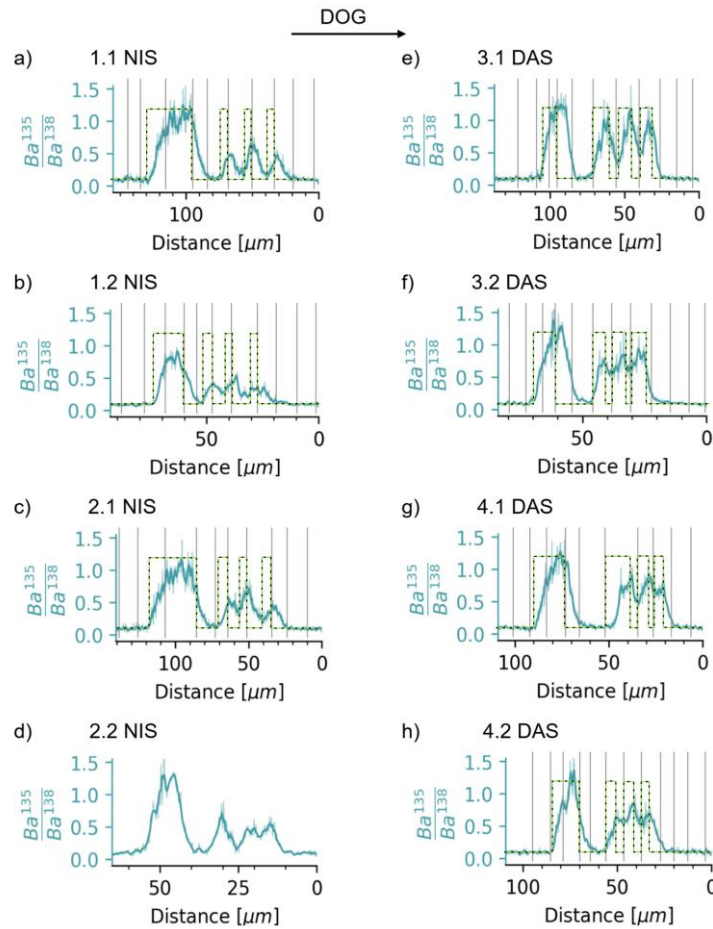 DOG
a) 1.1 NIS
Ba¹³⁵
Ba¹³⁸
1.5
1.0
0.5
0.0
100 0
Distance [μm]
e) 3.1 DAS
Ba¹³⁵
Ba¹³⁸
1.5
1.0
0.5
0.0
100 50 0
Distance [μm]
b) 1.2 NIS
Ba¹³⁵
Ba¹³⁸
1.5
1.0
0.5
0.0
50 0
Distance [μm]
f) 3.2 DAS
Ba¹³⁵
Ba¹³⁸
1.5
1.0
0.5
0.0
50 0
Distance [μm]
c) 2.1 NIS
Ba¹³⁵
Ba¹³⁸
1.5
1.0
0.5
0.0
100 0
Distance [μm]
g) 4.1 DAS
Ba¹³⁵
Ba¹³⁸
1.5
1.0
0.5
0.0
100 50 0
Distance [μm]
d) 2.2 NIS
Ba¹³⁵
Ba¹³⁸
1.5
1.0
0.5
0.0
50 25 0
Distance [μm]
h) 4.2 DAS
Ba¹³⁵
Ba¹³⁸
1.5
1.0
0.5
0.0
100 50 0
Distance [μm]